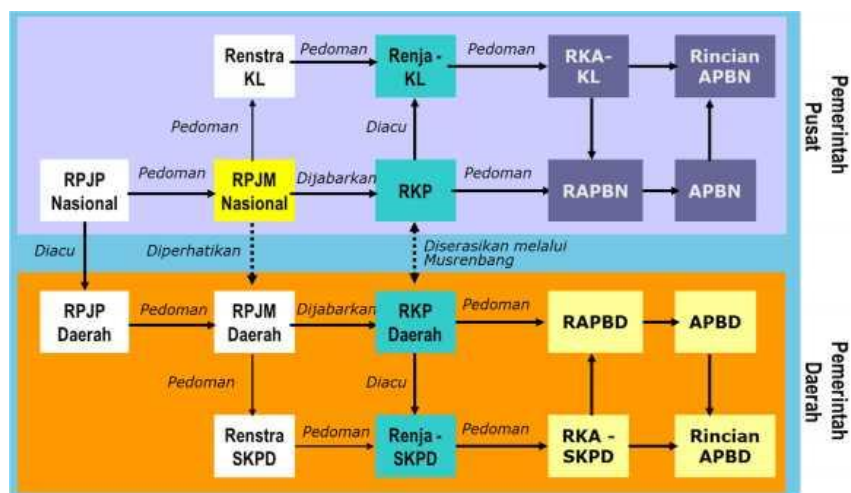 Renstra
KL
Pedoman
Renja -
KL
Pedoman
RKA-
KL
Rincian
APBN
Pedoman
Diacu
RPJP
Nasional
Pedoman
RPJM
Nasional
Dijabarkan
RKP
Pedoman
RAPBN
APBN
Pemerintah
Pusat
Diacu
Diperhatikan
Diserasikan melalui
Musrenbang
RPJP
Daerah
Pedoman
RPJM
Daerah
Dijabarkan
RKP
Daerah
Pedoman
RAPBD
APBD
Pedoman
Diacu
Renstra
SKPD
Pedoman
Renja -
SKPD
Pedoman
RKA -
SKPD
Rincian
APBD
Pemerintah
Daerah